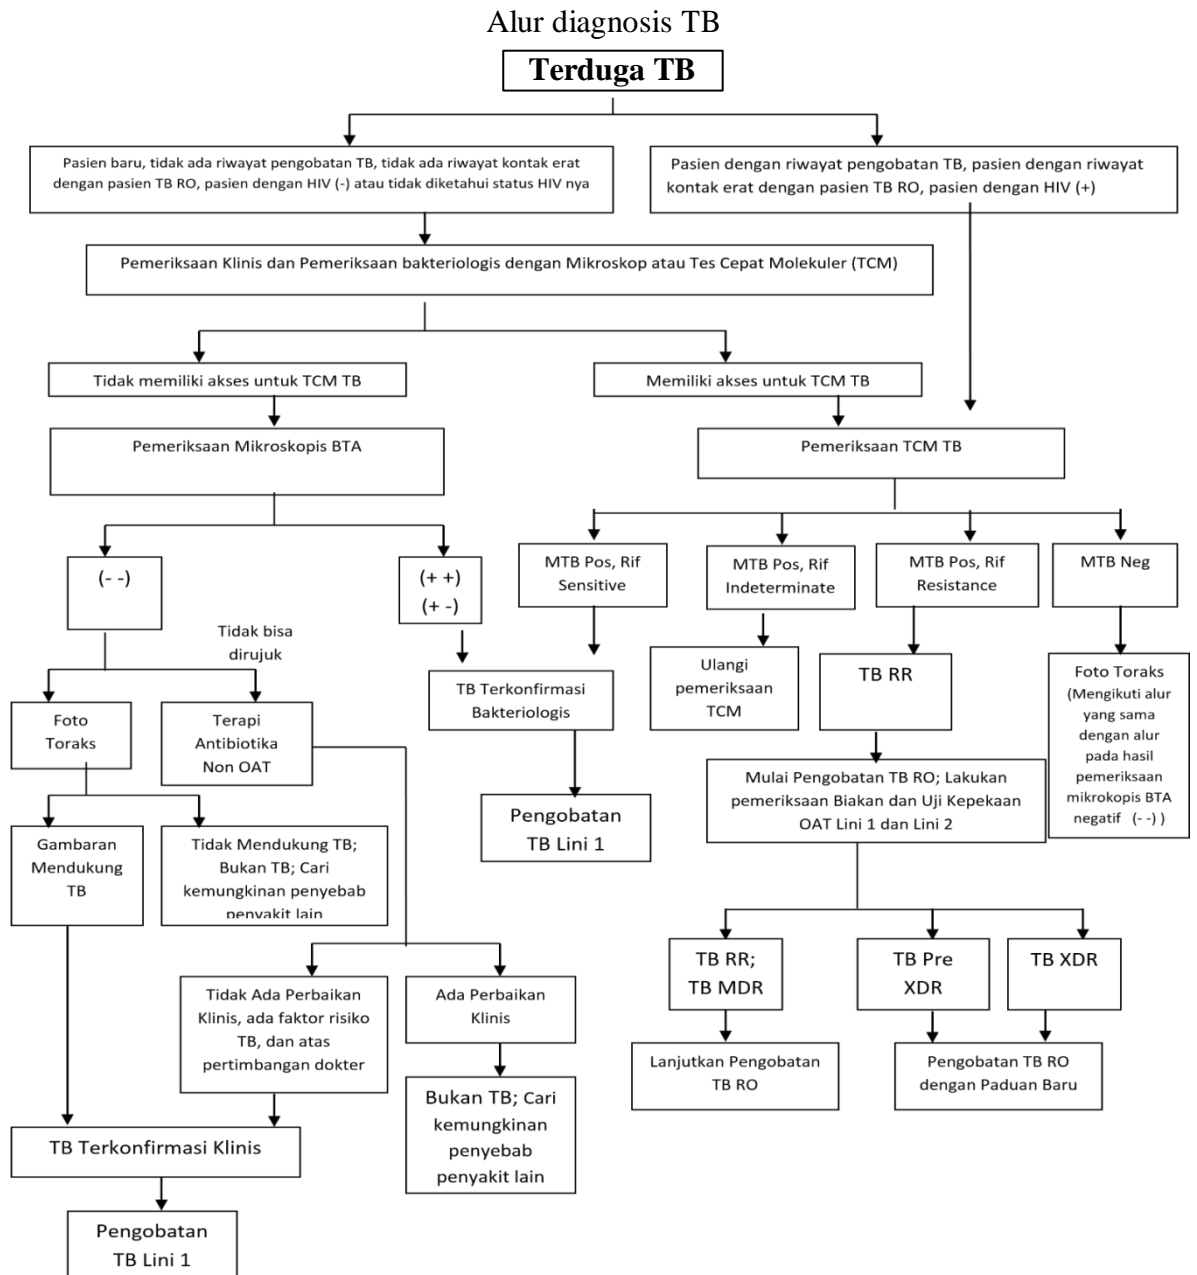 Alur diagnosis TB
Terduga TB
Pasien baru, tidak ada riwayat pengobatan TB, tidak ada riwayat kontak erat
dengan pasien TB RO, pasien dengan HIV (-) atau tidak diketahui status HIV nya
Pasien dengan riwayat pengobatan TB, pasien dengan riwayat
kontak erat dengan pasien TB RO, pasien dengan HIV (+)
Pemeriksaan Klinis dan Pemeriksaan bakteriologis dengan Mikroskop atau Tes Cepat Molekuler (TCM)
Tidak memiliki akses untuk TCM TB
Memiliki akses untuk TCM TB
Pemeriksaan Mikroskopis BTA
Pemeriksaan TCM TB
(- -)
(+ +)
(+ -)
MTB Pos, Rif
Sensitive
MTB Pos, Rif
Indeterminate
MTB Pos, Rif
Resistance
MTB Neg
Tidak bisa
dirujuk
Foto
Toraks
Terapi
Antibiotika
Non OAT
TB Terkonfirmasi
Bakteriologis
Ulangi
pemeriksaan
TCM
TB RR
Foto Toraks
(Mengikuti alur
yang sama
dengan alur
pada hasil
pemeriksaan
mikrokopis BTA
negatif (- -) )
Mulai Pengobatan TB RO; Lakukan
pemeriksaan Biakan dan Uji Kepekaan
OAT Lini 1 dan Lini 2
Pengobatan
TB Lini 1
Gambaran
Mendukung
TB
Tidak Mendukung TB;
Bukan TB; Cari
kemungkinan penyebab
penyakit lain
TB RR;
TB MDR
TB Pre
XDR
TB XDR
Tidak Ada Perbaikan
Klinis, ada faktor risiko
TB, dan atas
pertimbangan dokter
Ada Perbaikan
Klinis
Lanjutkan Pengobatan
TB RO
Pengobatan TB RO
dengan Paduan Baru
Bukan TB; Cari
kemungkinan
penyebab
penyakit lain
TB Terkonfirmasi Klinis
Pengobatan
TB Lini 1